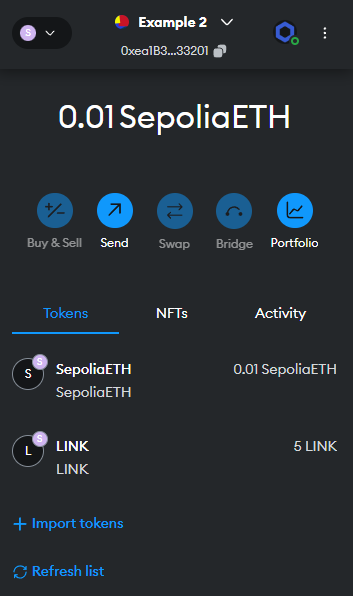 S
Example 2
0xea1B3...33201
0.01 SepoliaETH
Buy & Sell
Send
Swap
Bridge
Portfolio
Tokens
NFTs
Activity
S
S
SepoliaETH
0.01 SepoliaETH
SepoliaETH
S
L
LINK
5 LINK
LINK
Import tokens
Refresh list